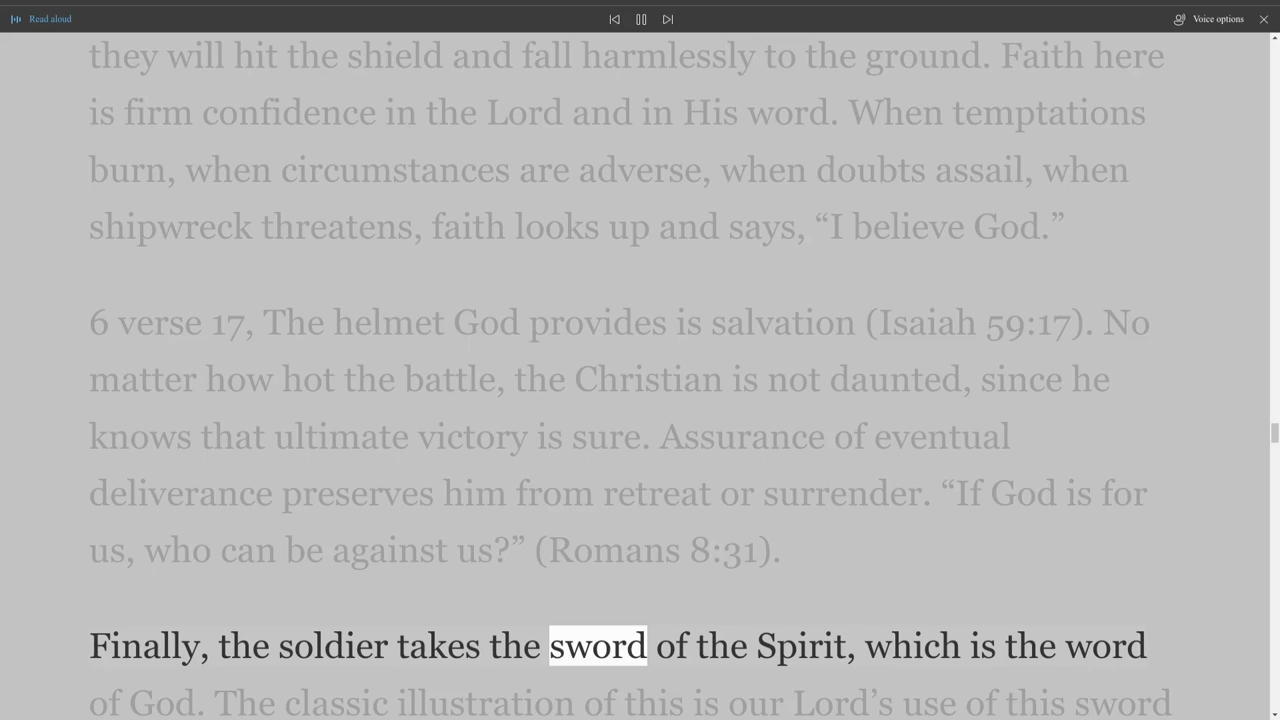 Read aloud
Voice options
they will hit the shield and fall harmlessly to the ground. Faith here
is firm confidence in the Lord and in His word. When temptations
burn, when circumstances are adverse, when doubts assail, when
shipwreck threatens, faith looks up and says, “I believe God.”
6 verse 17, The helmet God provides is salvation (Isaiah 59:17). No
matter how hot the battle, the Christian is not daunted, since he
knows that ultimate victory is sure. Assurance of eventual
deliverance preserves him from retreat or surrender. “If God is for
us, who can be against us?” (Romans 8:31).
Finally, the soldier takes the sword of the Spirit, which is the word
of God. The classic illustration of this is our Lord’s use of this sword